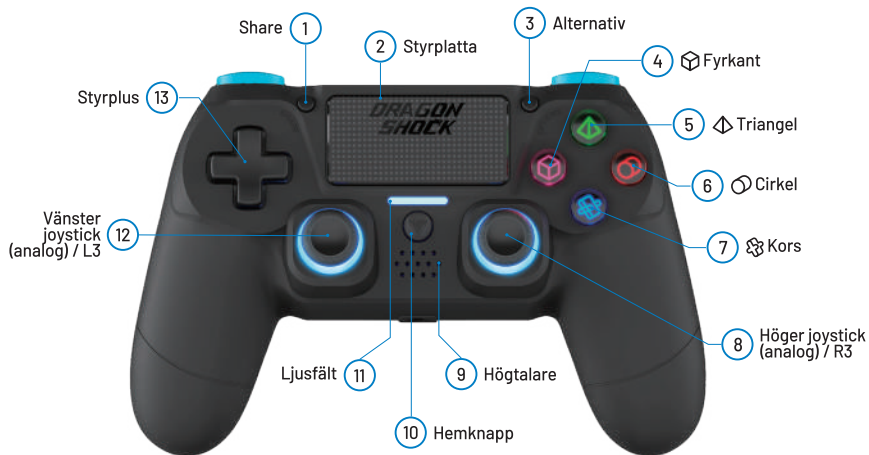 Share 1
3 Alternativ
2 Styrplatta
4 Fyrkant
DRAGON
SHOCK
Styrplus 13
5 Triangel
6 Cirkel
Vänster
joystick
(analog) / L3
12
7 Kors
8
Höger joystick
(analog) / R3
Ljusfält 11
9 Högtalare
10 Hemknapp